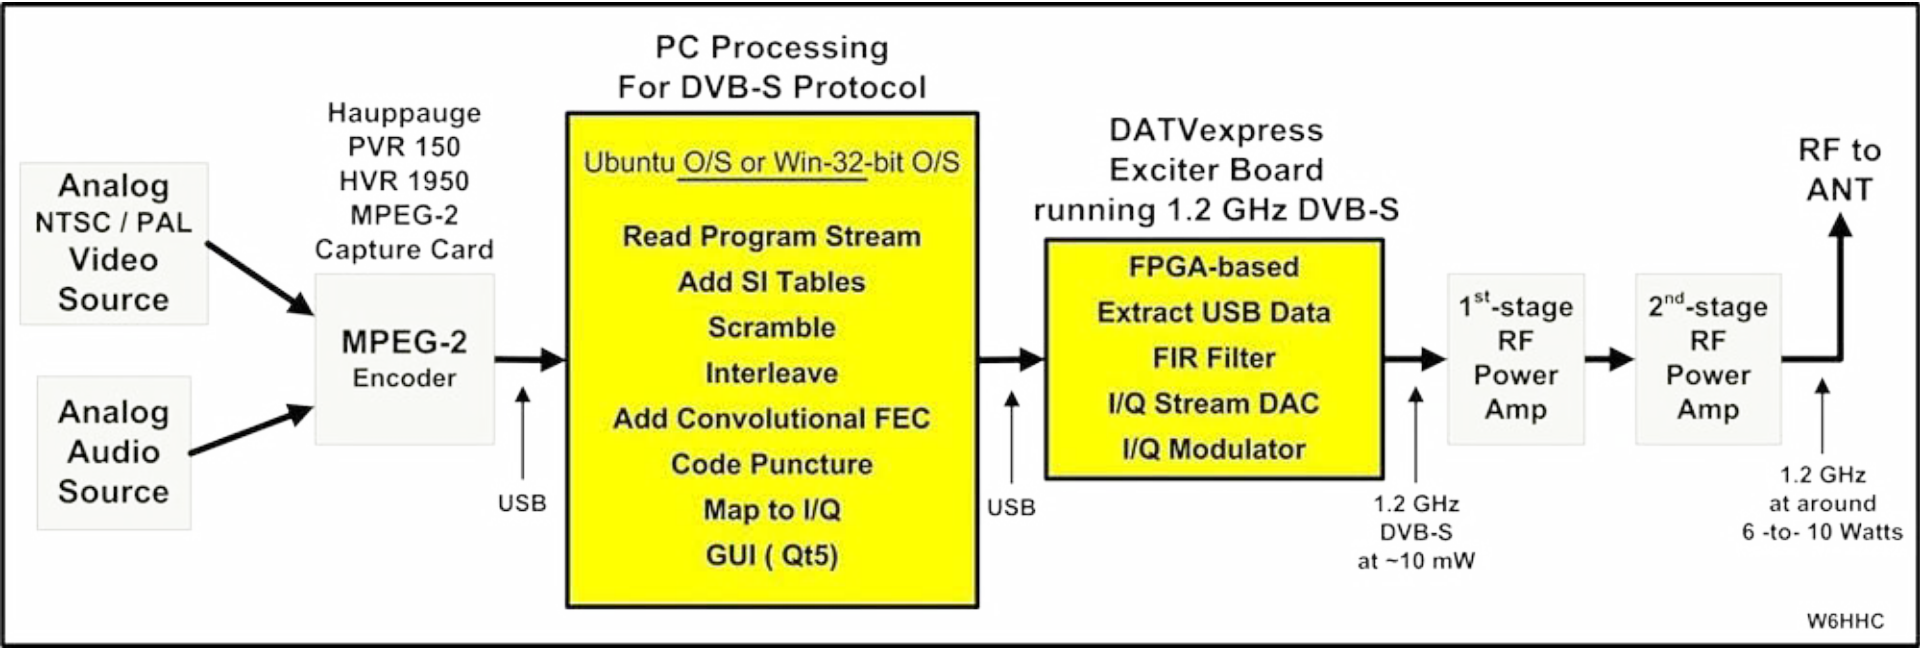 PC Processing
For DVB-S Protocol
Hauppauge
PVR 150
HVR 1950
MPEG-2
Capture Card
Analog
NTSC / PAL
Video
Source
Analog
Audio
Source
MPEG-2
Encoder
USB
Ubuntu O/S or Win-32-bit O/S
Read Program Stream
Add SI Tables
Scramble
Interleave
Add Convolutional FEC
Code Puncture
Map to I/Q
GUI ( Qt5)
USB
DATVexpress
Exciter Board
running 1.2 GHz DVB-S
FPGA-based
Extract USB Data
FIR Filter
I/Q Stream DAC
I/Q Modulator
1.2 GHz
DVB-S
at ~10 mW
1st-stage
RF
Power
Amp
2nd-stage
RF
Power
Amp
RF to
ANT
1.2 GHz
at around
6 -to- 10 Watts
W6HHC